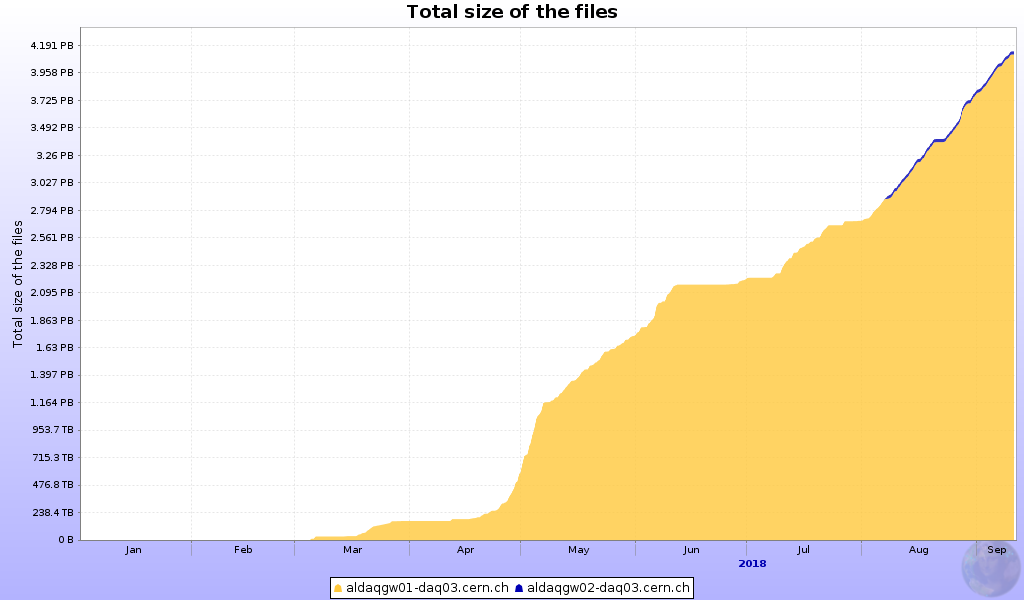 Total size of the files
Total size of the files
4.191 PB
3.958 PB
3.725 PB
3.492 PB
3.26 PB
3.027 PB
2.794 PB
2.561 PB
2.328 PB
2.095 PB
1.863 PB
1.63 PB
1.397 PB
1.164 PB
953.7 TB
715.3 TB
476.8 TB
238.4 TB
0 B
Jan Feb Mar Apr May Jun Jul Aug Sep
2018
aldaqgw01-daq03.cern.ch aldaqgw02-daq03.cern.ch